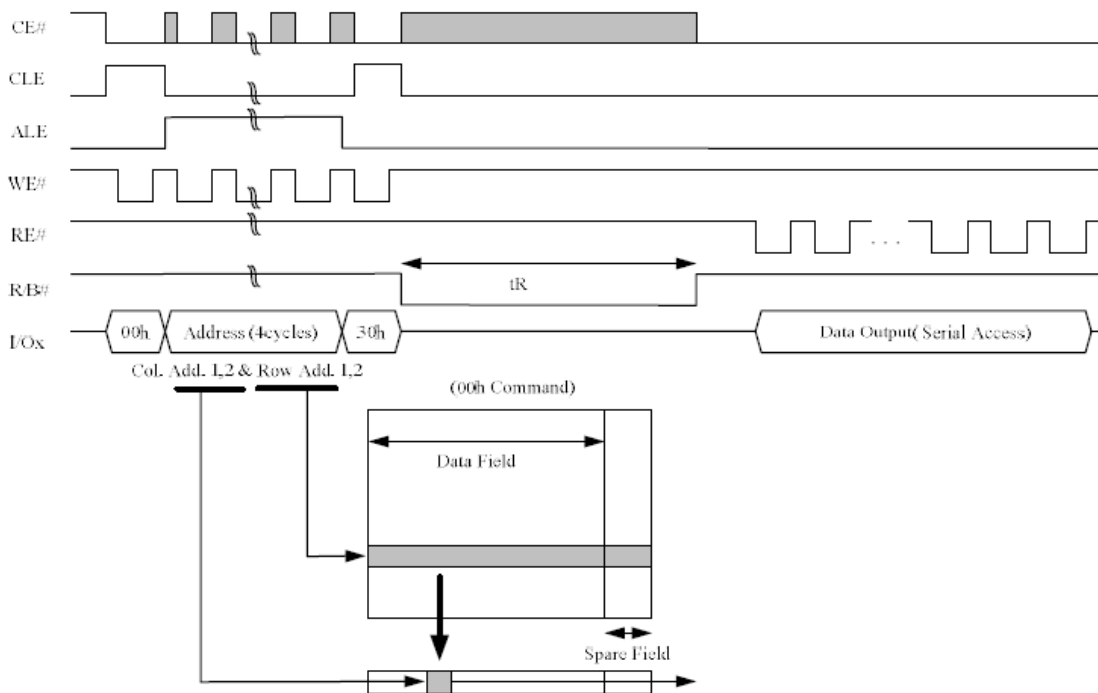 CE#
CLE
ALE
WE#
RE#
. . .
R/B#
tR
I/Ox
00h
Address (4cycles)
30h
Data Output( Serial Access)
Col. Add. 1,2 & Row Add. 1,2
(00h Command)
Data Field
Spare Field